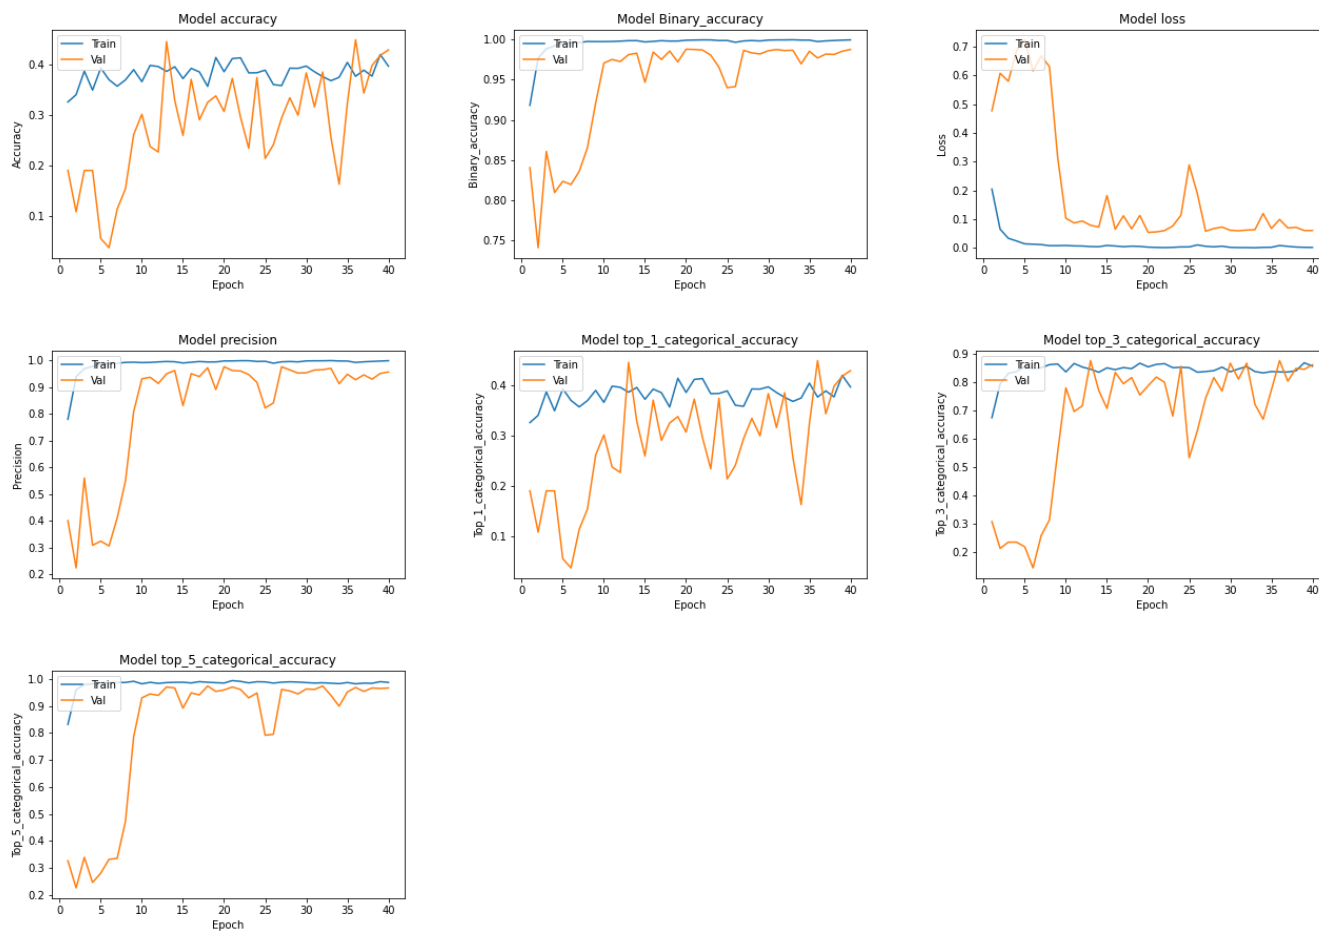 Model accuracy
Train
Val
Accuracy
0.4
0.3
0.2
0.1
0 5 10 15 20 25 30 35 40
Epoch
Model Binary_accuracy
Train
Val
Binary_accuracy
1.00
0.95
0.90
0.85
0.80
0.75
0 5 10 15 20 25 30 35 40
Epoch
Model loss
Train
Val
Loss
0.7
0.6
0.5
0.4
0.3
0.2
0.1
0.0
0 5 10 15 20 25 30 35 40
Epoch
Model precision
Train
Val
Precision
1.0
0.9
0.8
0.7
0.6
0.5
0.4
0.3
0.2
0 5 10 15 20 25 30 35 40
Epoch
Model top_1_categorical_accuracy
Train
Val
Top_1_categorical_accuracy
0.4
0.3
0.2
0.1
0 5 10 15 20 25 30 35 40
Epoch
Model top_3_categorical_accuracy
Train
Val
Top_3_categorical_accuracy
0.9
0.8
0.7
0.6
0.5
0.4
0.3
0.2
0 5 10 15 20 25 30 35 40
Epoch
Model top_5_categorical_accuracy
Train
Val
Top_5_categorical_accuracy
1.0
0.9
0.8
0.7
0.6
0.5
0.4
0.3
0.2
0 5 10 15 20 25 30 35 40
Epoch